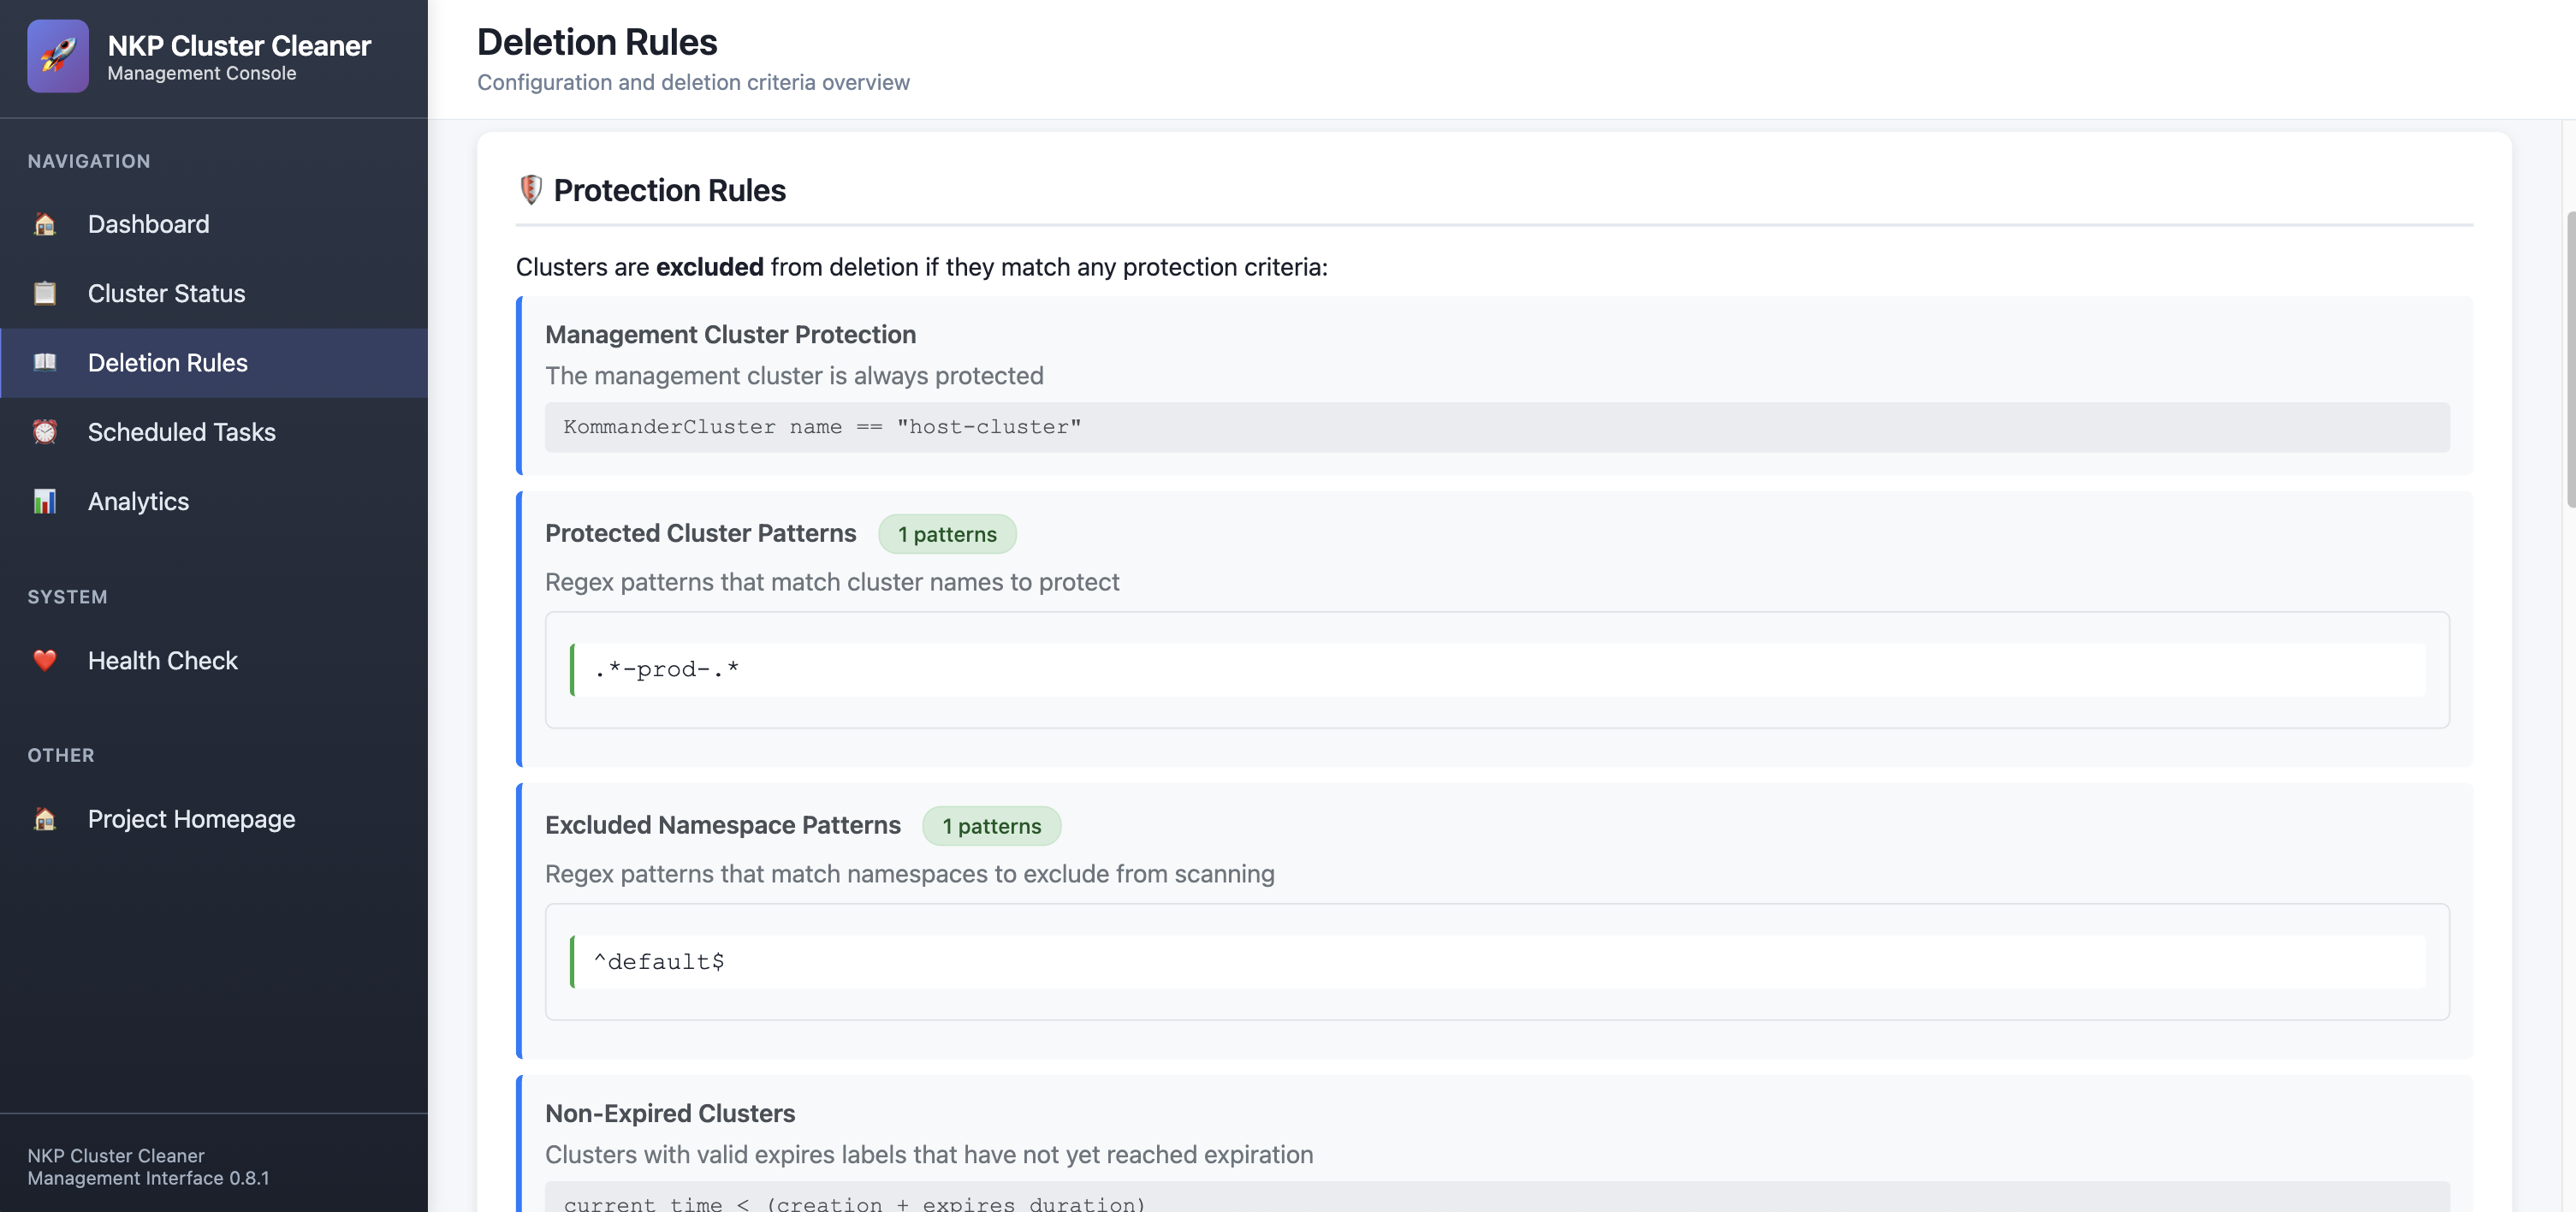 NKP Cluster Cleaner
Management Console
NAVIGATION
Dashboard
Cluster Status
Deletion Rules
Scheduled Tasks
Analytics
SYSTEM
Health Check
OTHER
Project Homepage
NKP Cluster Cleaner
Management Interface 0.8.1
Deletion Rules
Configuration and deletion criteria overview
Protection Rules
Clusters are excluded from deletion if they match any protection criteria:
Management Cluster Protection
The management cluster is always protected
KommanderCluster name == "host-cluster"
Protected Cluster Patterns 1 patterns
Regex patterns that match cluster names to protect
.*-prod-.*
Excluded Namespace Patterns 1 patterns
Regex patterns that match namespaces to exclude from scanning
^default$
Non-Expired Clusters
Clusters with valid expires labels that have not yet reached expiration
current_time < (creation + expires_duration)